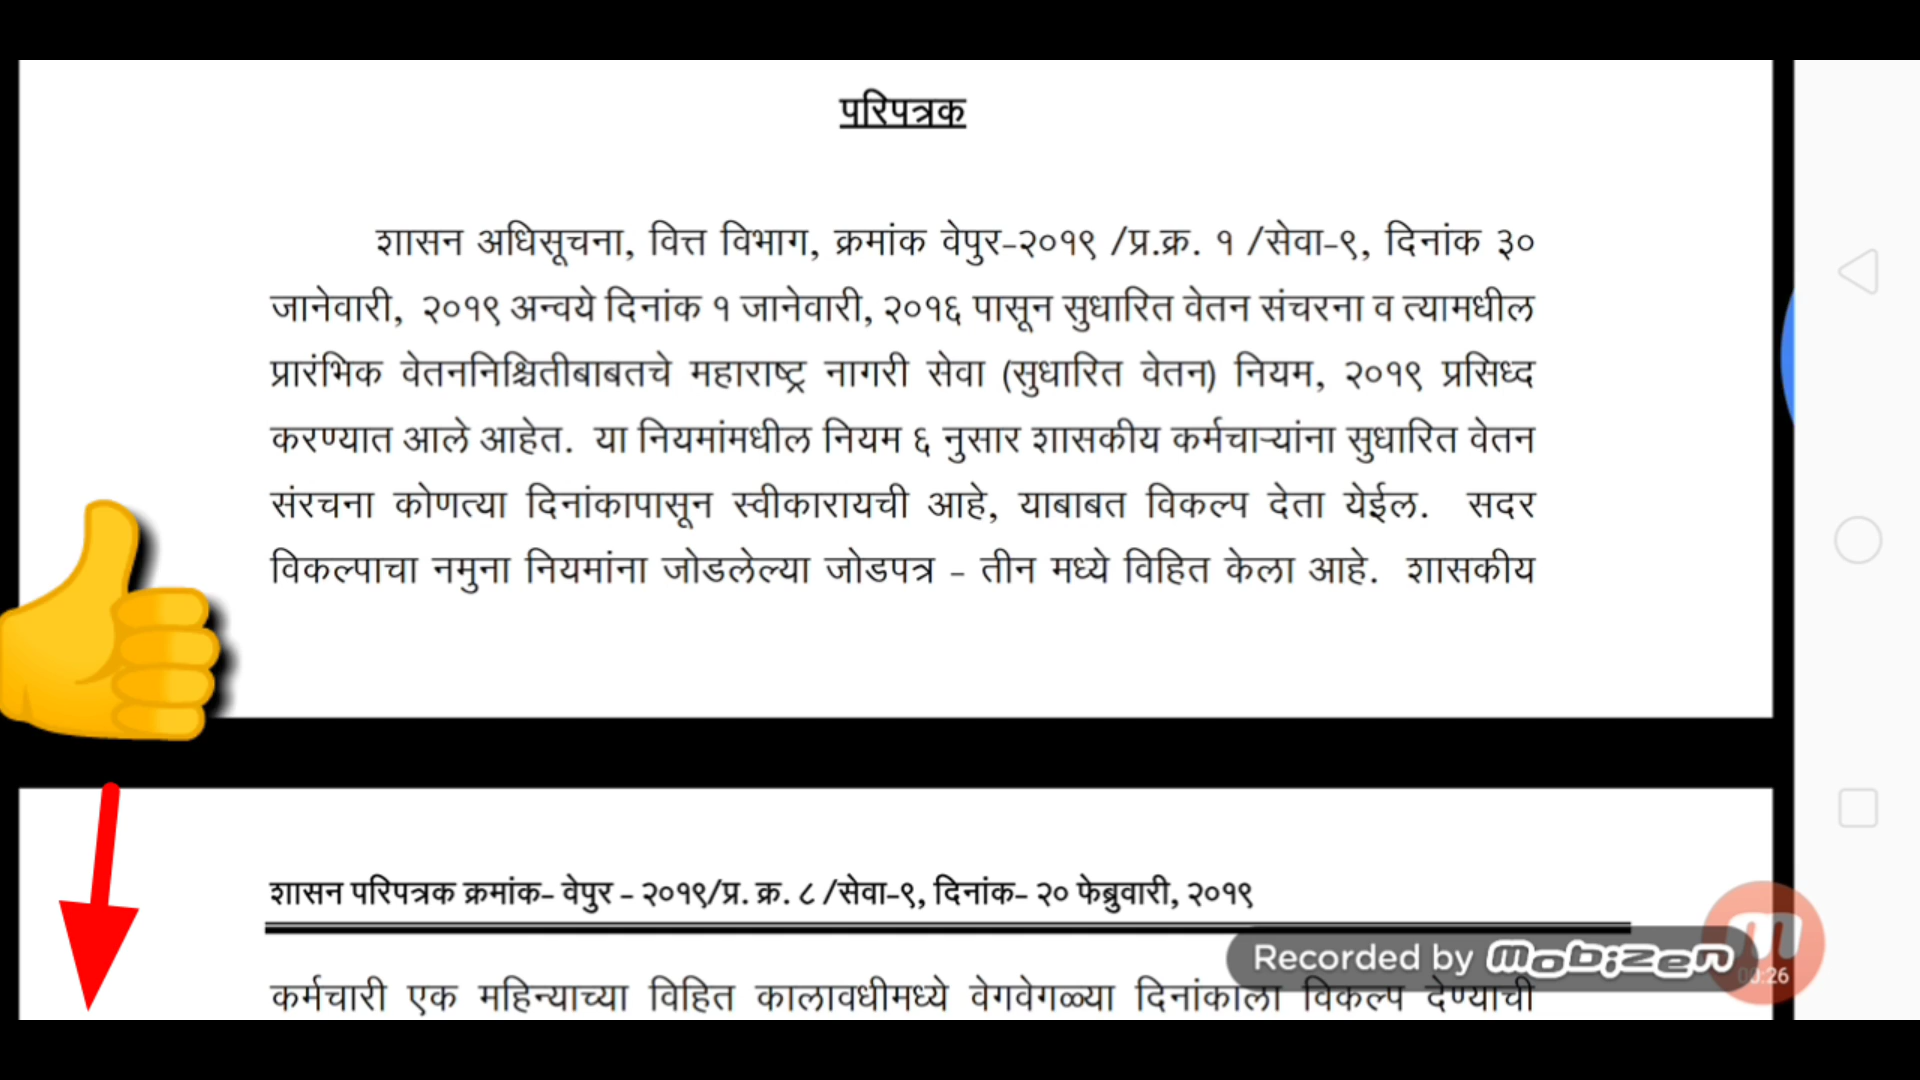 परिपत्रक
शासन अधिसूचना, वित्त विभाग, क्रमांक वेपुर-२०१९ /प्र.क्र. १ /सेवा-९, दिनांक ३०
जानेवारी, २०१९ अन्वये दिनांक १ जानेवारी, २०१६ पासून सुधारित वेतन संचरना व त्यामधील
प्रारंभिक वेतननिश्चितीबाबतचे महाराष्ट्र नागरी सेवा (सुधारित वेतन) नियम, २०१९ प्रसिध्द
करण्यात आले आहेत. या नियमांमधील नियम ६ नुसार शासकीय कर्मचाऱ्यांना सुधारित वेतन
संरचना कोणत्या दिनांकापासून स्वीकारायची आहे, याबाबत विकल्प देता येईल. सदर
विकल्पाचा नमुना नियमांना जोडलेल्या जोडपत्र - तीन मध्ये विहित केला आहे. शासकीय
शासन परिपत्रक क्रमांक- वेपुर - २०१९/प्र. क्र. ८ /सेवा-९, दिनांक- २० फेब्रुवारी, २०१९
Recorded by mobizen
00:26
कर्मचारी एक महिन्याच्या विहित कालावधीमध्ये वेगवेगळ्या दिनांकाला विकल्प देण्याची